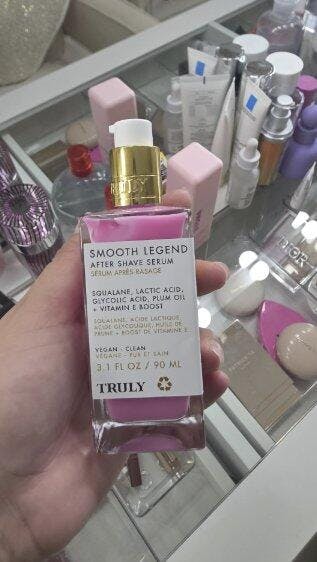 SMOOTH LEGEND
AFTER SHAVE SERUM
SÉRUM APRÈS-RASAGE
SQUALANE, LACTIC ACID,
GLYCOLIC ACID, PLUM OIL
+ VITAMIN E BOOST
SQUALANE, ACIDE LACTIQUE,
ACIDE GLYCOLIQUE, HUILE DE
PRUNE + BOOST DE VITAMINE E
VEGAN · CLEAN
VÉGANE · PUR ET SAIN
3.1 FL OZ / 90 ML
TRULY